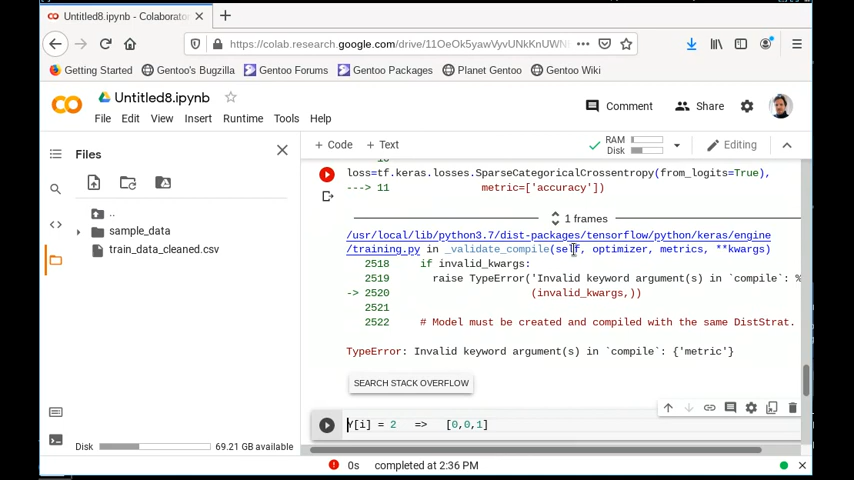 Untitled8.ipynb - Colaborato
https://colab.research.google.com/drive/11OeOk5yawVyvUNkKnUWN
Getting Started Gentoo's Bugzilla Gentoo Forums Gentoo Packages Planet Gentoo Gentoo Wiki
Untitled8.ipynb
Comment Share
File Edit View Insert Runtime Tools Help
+ Code + Text
RAM
Disk
Editing
Files
..
sample_data
train_data_cleaned.csv
Disk 69.21 GB available
10
loss=tf.keras.losses.SparseCategoricalCrossentropy(from_logits=True),
---> 11 metric=['accuracy'])
1 frames
/usr/local/lib/python3.7/dist-packages/tensorflow/python/keras/engine
/training.py in _validate_compile(self, optimizer, metrics, **kwargs)
2518 if invalid_kwargs:
2519 raise TypeError('Invalid keyword argument(s) in `compile`: %
-> 2520 (invalid_kwargs,))
2521
2522 # Model must be created and compiled with the same DistStrat.
TypeError: Invalid keyword argument(s) in `compile`: {'metric'}
SEARCH STACK OVERFLOW
Y[i] = 2 => [0,0,1]
0s completed at 2:36 PM